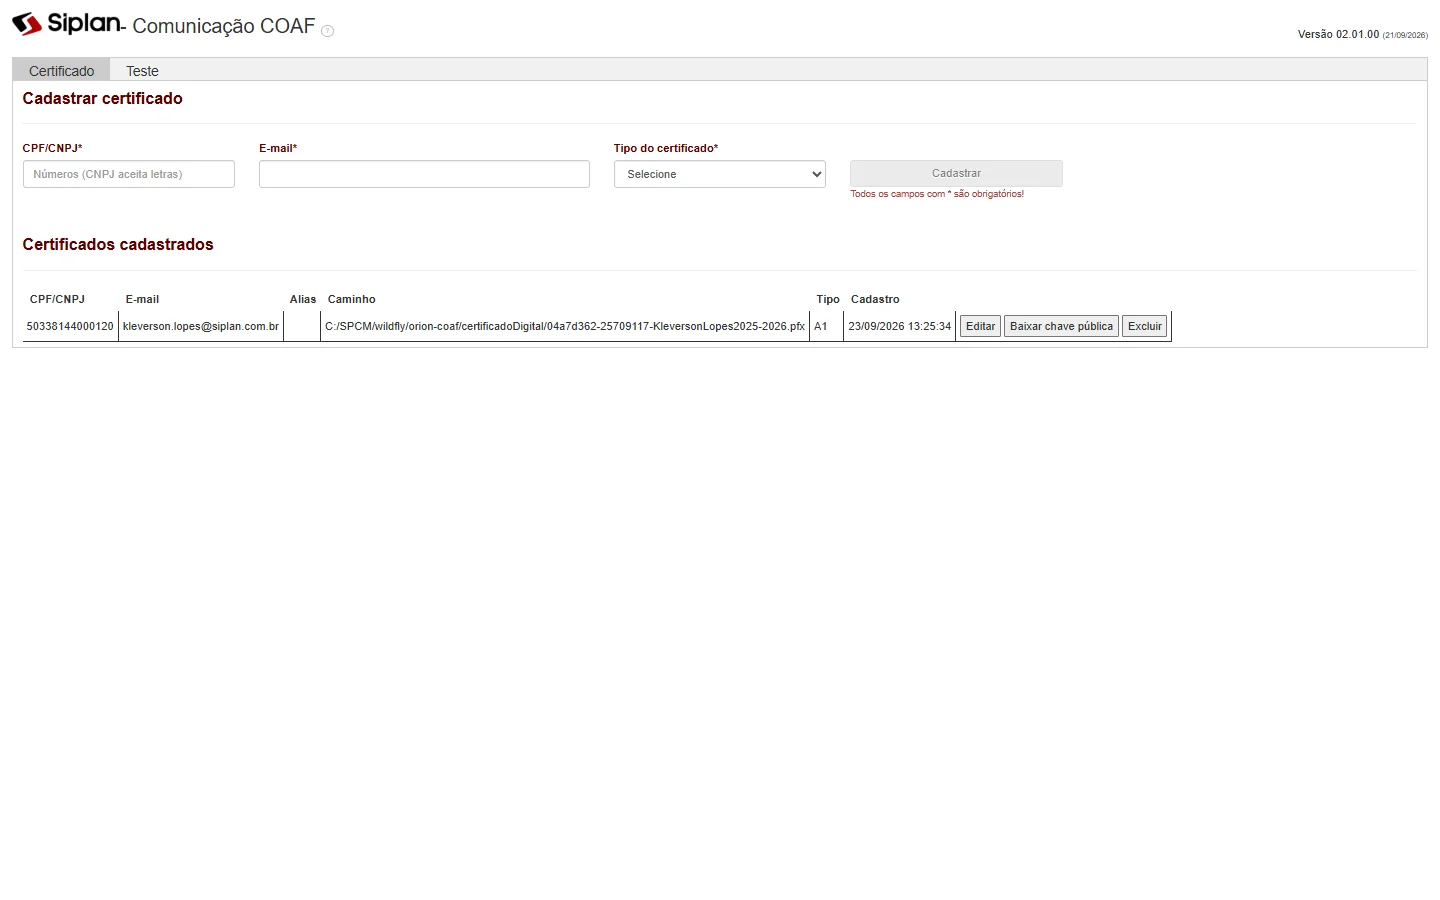 Siplan - Comunicação COAF ?
Versão 02.01.00 (21/09/2026)
Certificado Teste
Cadastrar certificado
CPF/CNPJ* E-mail* Tipo do certificado*
Números (CNPJ aceita letras) Selecione Cadastrar
Todos os campos com * são obrigatórios!
Certificados cadastrados
CPF/CNPJ E-mail Alias Caminho Tipo Cadastro
50338144000120 kleverson.lopes@siplan.com.br C:/SPCM/wildfly/orion-coaf/certificadoDigital/04a7d362-25709117-KleversonLopes2025-2026.pfx A1 23/09/2026 13:25:34 Editar Baixar chave pública Excluir